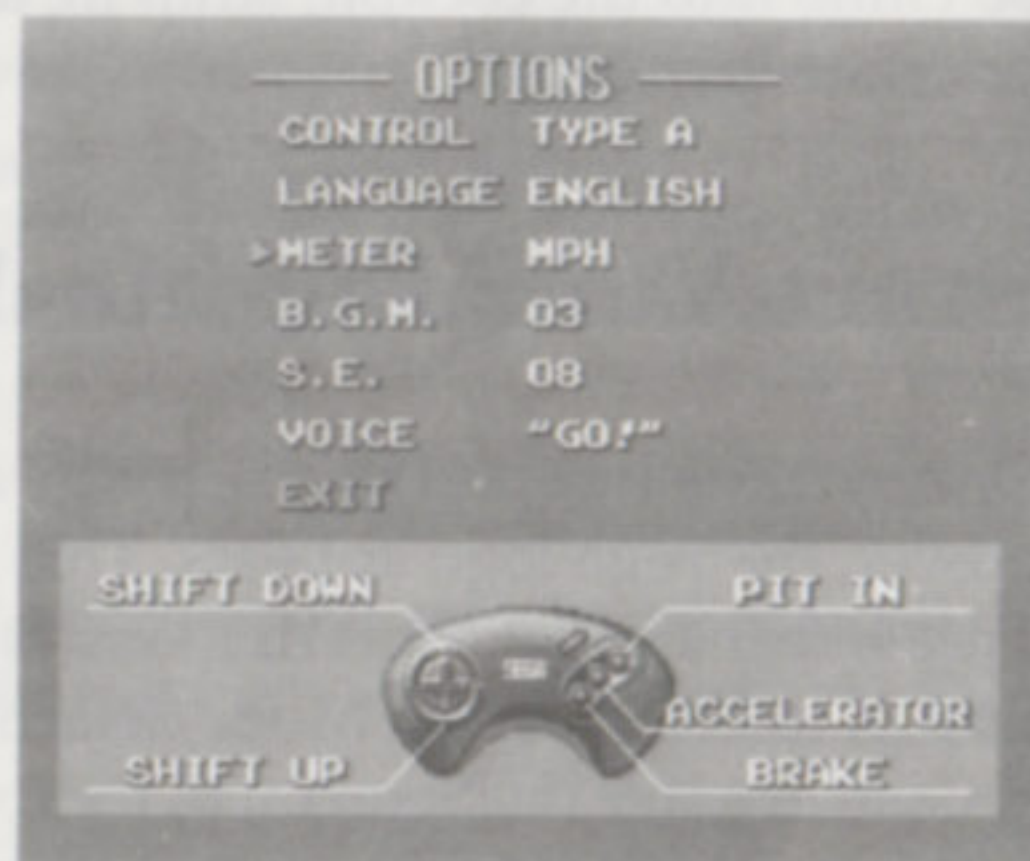 OPTIONS
CONTROL TYPE A
LANGUAGE ENGLISH
>METER MPH
B.G.M. 03
S.E. 08
VOICE "GO!"
EXIT
SHIFT DOWN PIT IN
SEGA
ACCELERATOR
SHIFT UP BRAKE